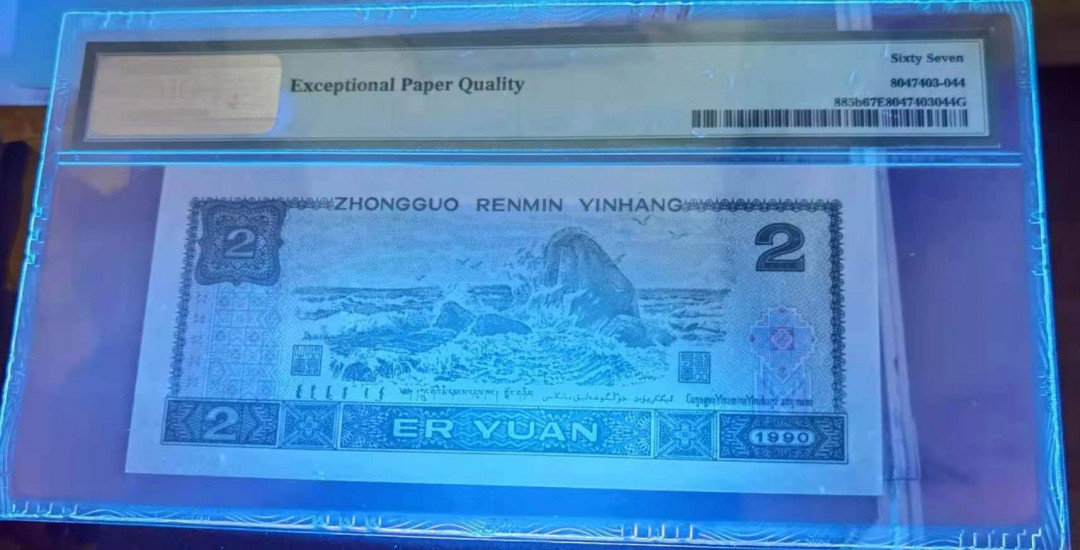 Sixty Seven
Exceptional Paper Quality
8047403-044
885b67E8047403044G
ZHONGGUO RENMIN YINHANG
2
2
2
ER YUAN
1990